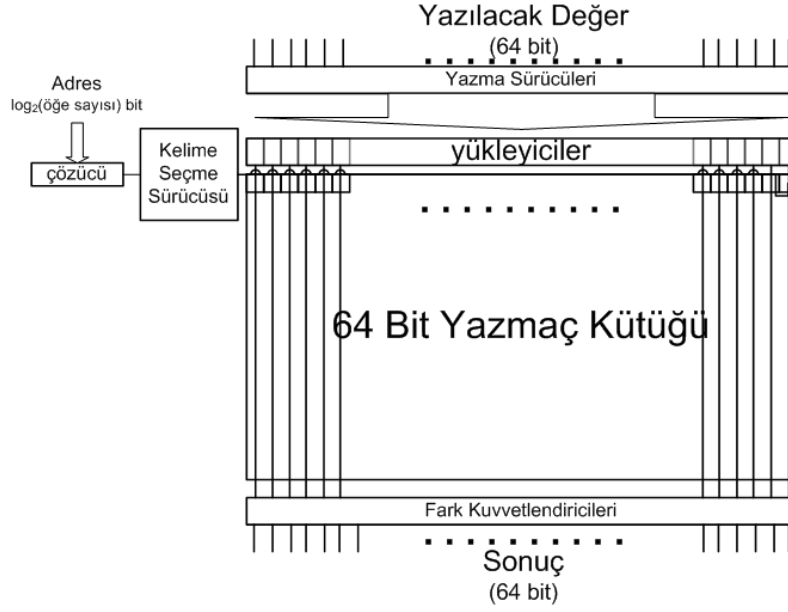 Yazılacak Değer
(64 bit)
Yazma Sürücüleri
Adres
log₂(öğe sayısı) bit
çözücü
Kelime
Seçme
Sürücüsü
yükleyiciler
64 Bit Yazmaç Kütüğü
Fark Kuvvetlendiricileri
Sonuç
(64 bit)